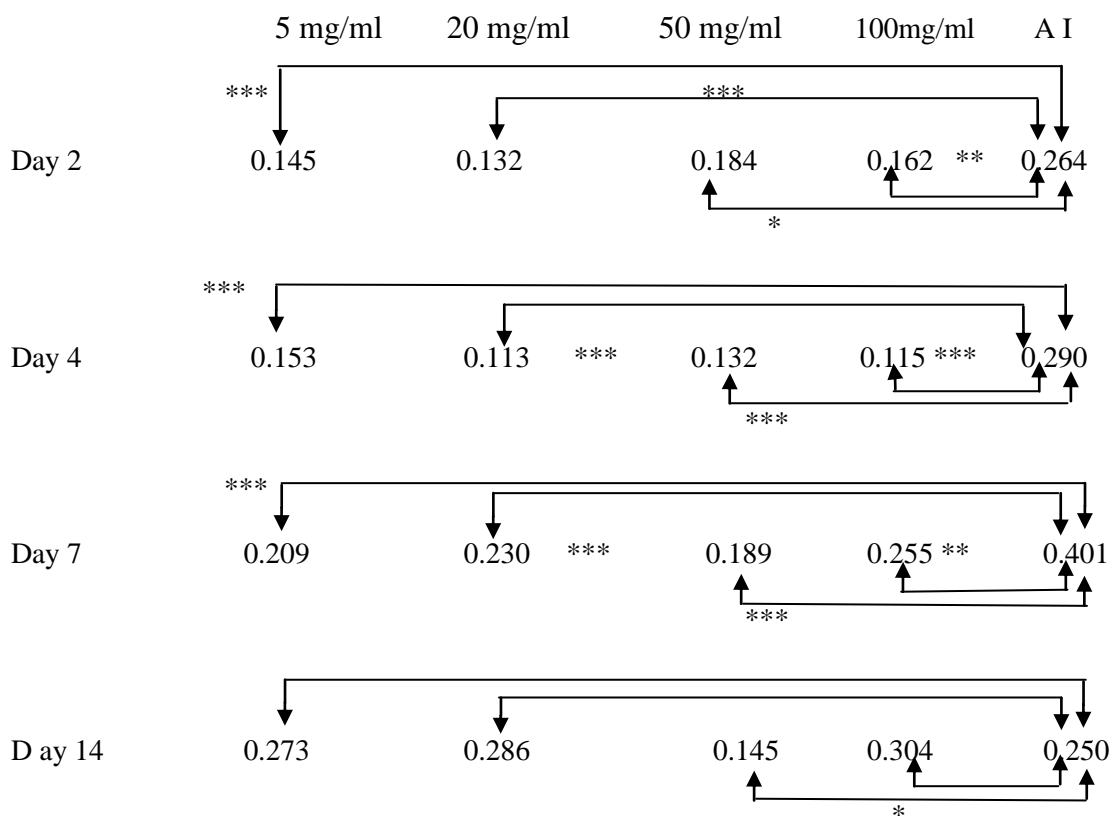 5 mg/ml 20 mg/ml 50 mg/ml 100mg/ml A I
*** ***
Day 2 0.145 0.132 0.184 0.162 ** 0.264
*
***
Day 4 0.153 0.113 *** 0.132 0.115 *** 0.290
***
***
Day 7 0.209 0.230 *** 0.189 0.255 ** 0.401
***
D ay 14 0.273 0.286 0.145 0.304 0.250
*